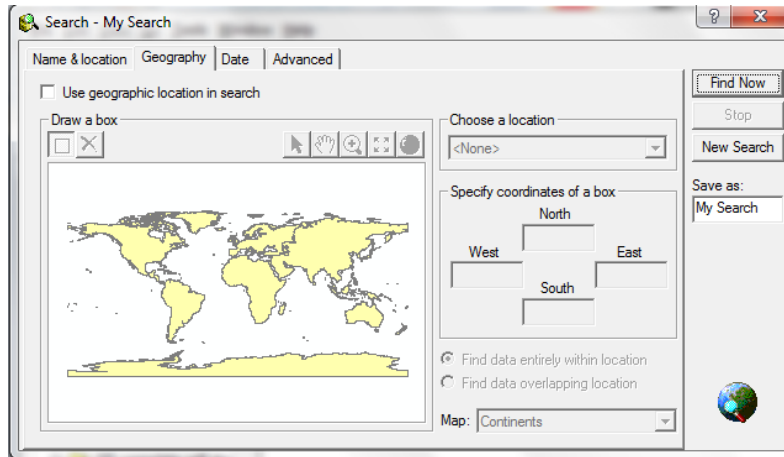 Search - My Search
?
Name & location
Geography
Date
Advanced
Use geographic location in search
Draw a box
Choose a location
<None>
Specify coordinates of a box
North
West
East
South
Find data entirely within location
Find data overlapping location
Map:
Continents
Find Now
Stop
New Search
Save as:
My Search